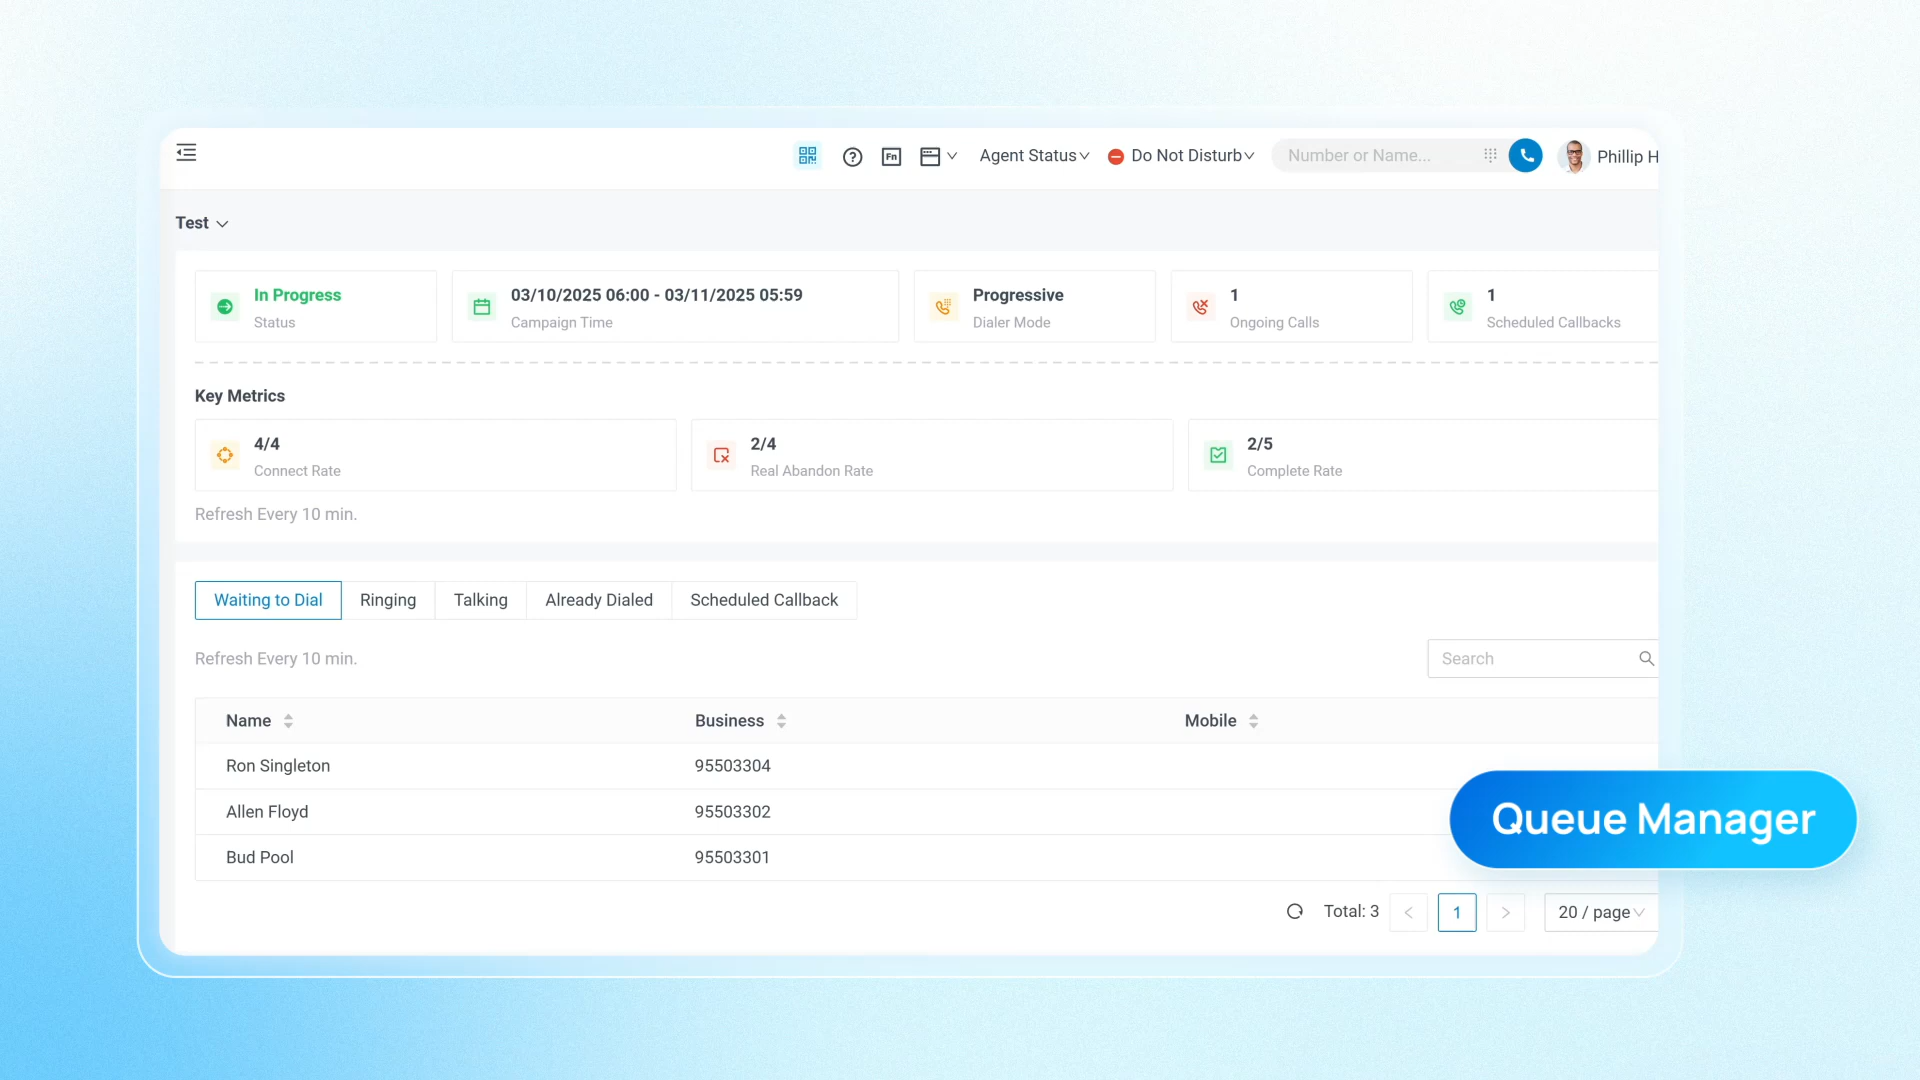 Fn
Agent Status
Do Not Disturb
Number or Name...
Phillip H
Test
In Progress
Status
03/10/2025 06:00 - 03/11/2025 05:59
Campaign Time
Progressive
Dialer Mode
1
Ongoing Calls
1
Scheduled Callbacks
Key Metrics
4/4
Connect Rate
2/4
Real Abandon Rate
2/5
Complete Rate
Refresh Every 10 min.
Waiting to Dial Ringing Talking Already Dialed Scheduled Callback
Refresh Every 10 min.
Search
Name Business Mobile
Ron Singleton 95503304
Allen Floyd 95503302
Bud Pool 95503301
Queue Manager
Total: 3 < 1 > 20 / page